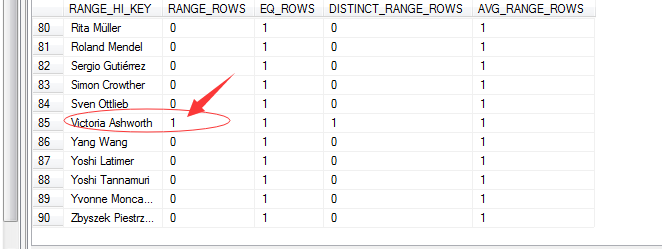 RANGE_HI_KEY RANGE_ROWS EQ_ROWS DISTINCT_RANGE_ROWS AVG_RANGE_ROWS
80 Rita Müller 0 1 0 1
81 Roland Mendel 0 1 0 1
82 Sergio Gutiérrez 0 1 0 1
83 Simon Crowther 0 1 0 1
84 Sven Ottlieb 0 1 0 1
85 Victoria Ashworth 1 1 1 1
86 Yang Wang 0 1 0 1
87 Yoshi Latimer 0 1 0 1
88 Yoshi Tannamuri 0 1 0 1
89 Yvonne Monca... 0 1 0 1
90 Zbyszek Piestrz... 0 1 0 1